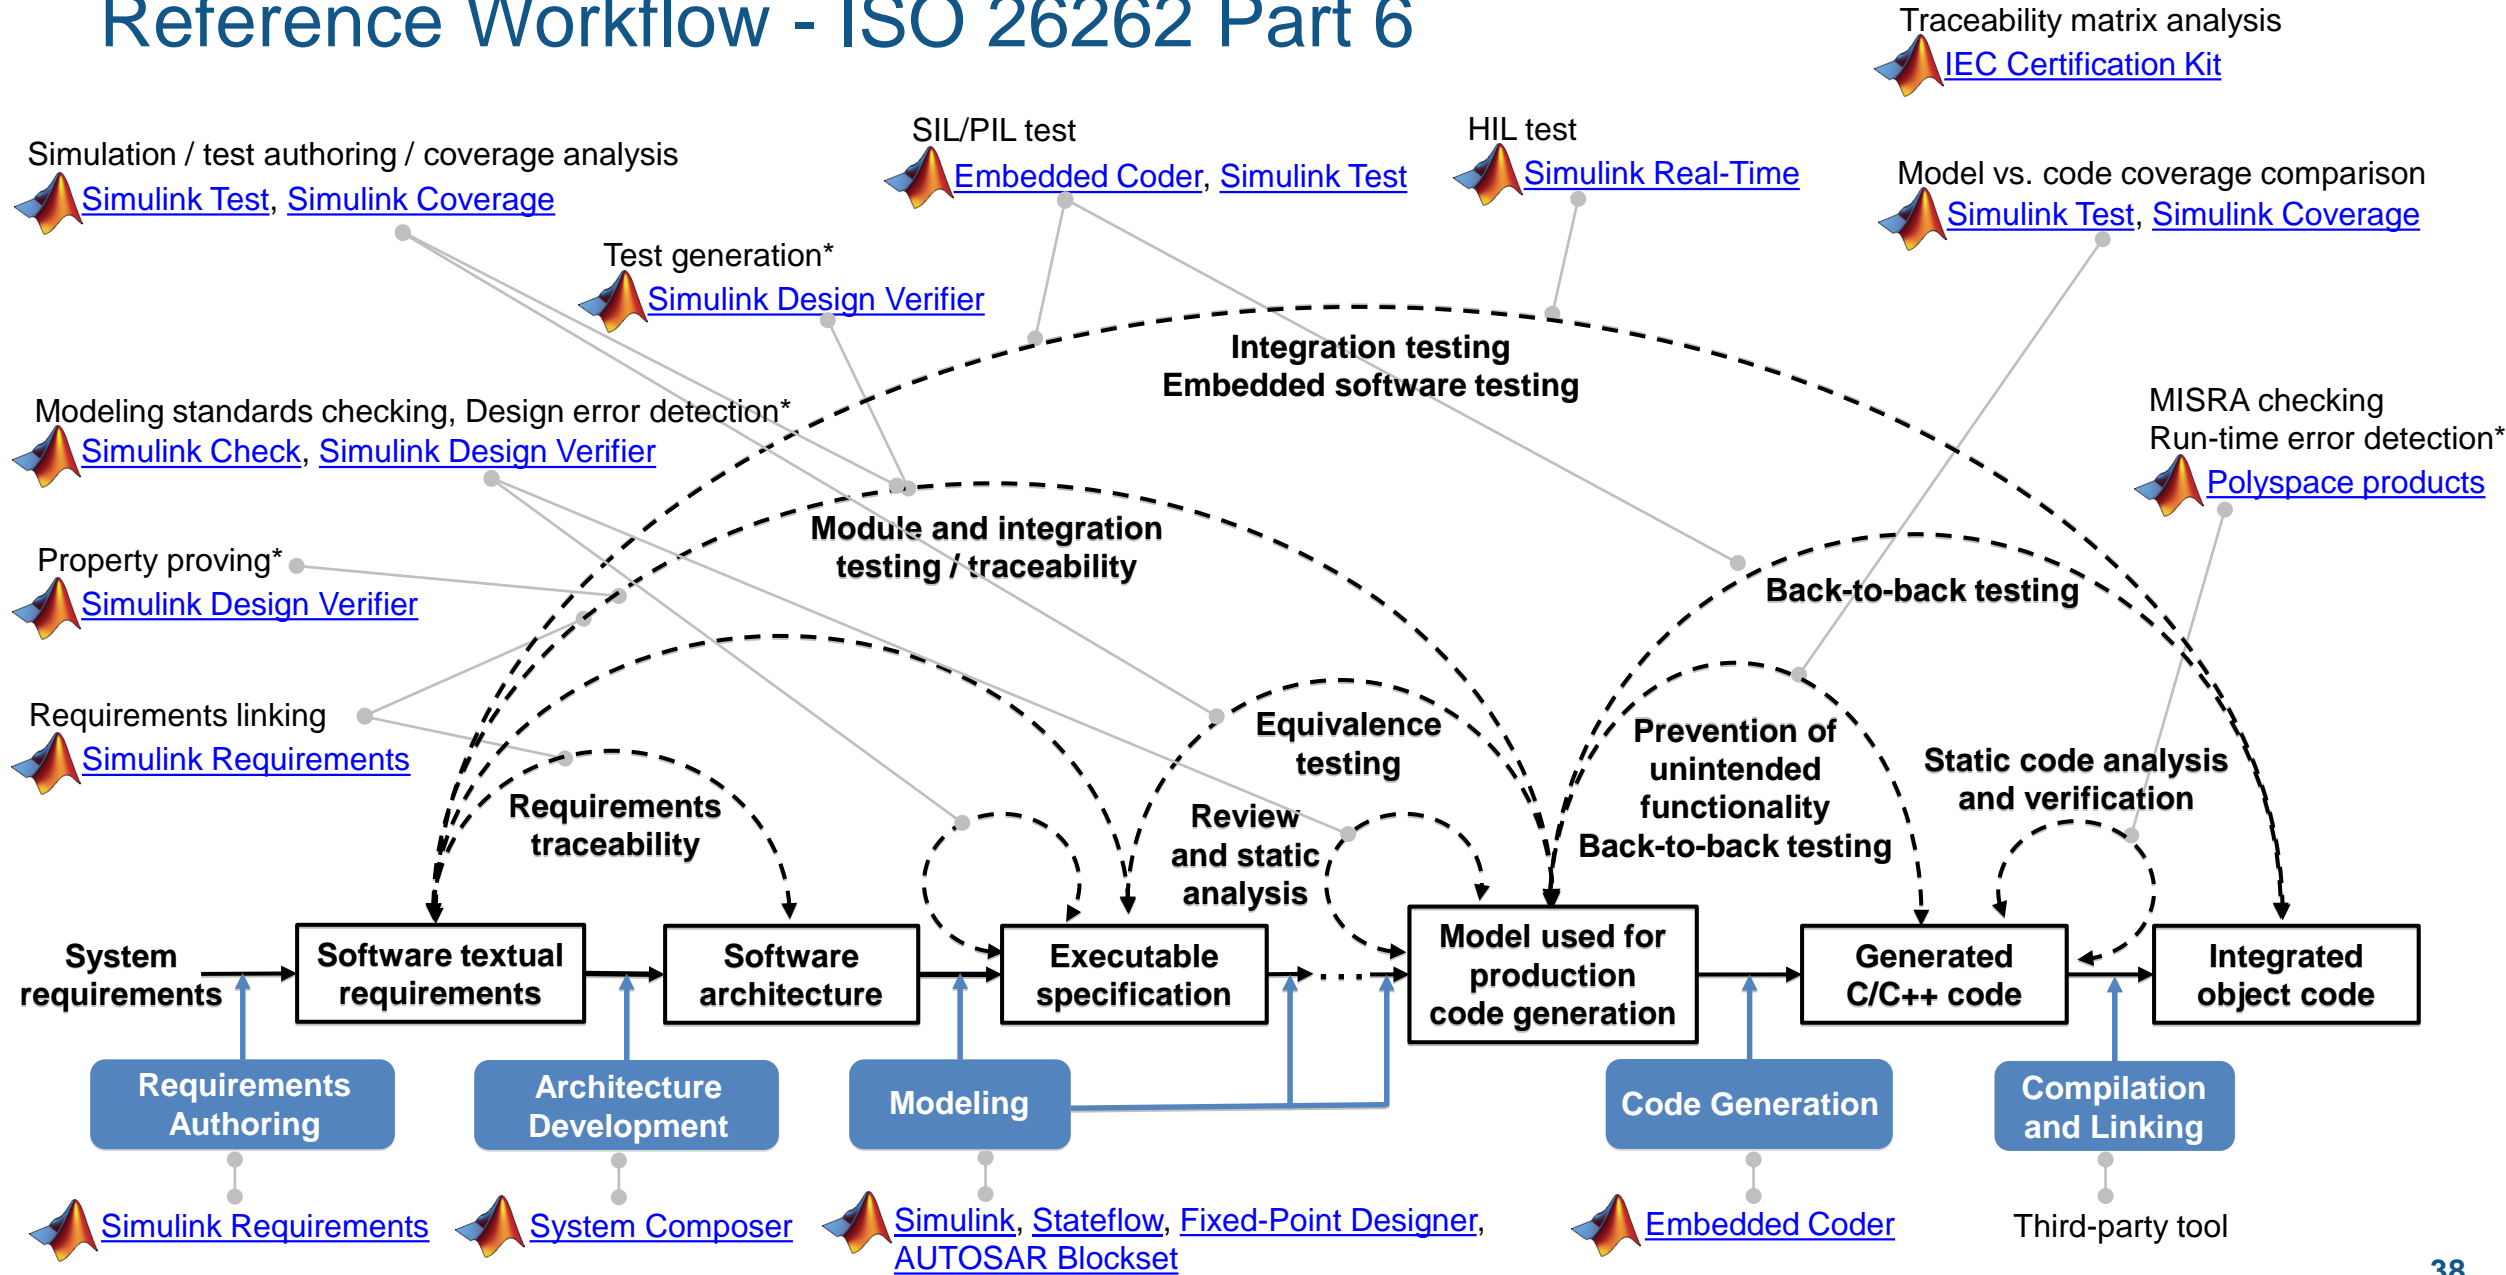 Reference Workflow - ISO 26262 Part 6
Traceability matrix analysis
IEC Certification Kit
Simulation / test authoring / coverage analysis
Simulink Test, Simulink Coverage
SIL/PIL test
Embedded Coder, Simulink Test
HIL test
Simulink Real-Time
Model vs. code coverage comparison
Simulink Test, Simulink Coverage
Test generation*
Simulink Design Verifier
Integration testing
Embedded software testing
Modeling standards checking, Design error detection*
Simulink Check, Simulink Design Verifier
MISRA checking
Run-time error detection*
Polyspace products
Module and integration
testing / traceability
Property proving*
Simulink Design Verifier
Back-to-back testing
Requirements linking
Simulink Requirements
Requirements
traceability
Equivalence
testing
Review
and static
analysis
Prevention of
unintended
functionality
Back-to-back testing
Static code analysis
and verification
System
requirements
Software textual
requirements
Software
architecture
Executable
specification
Model used for
production
code generation
Generated
C/C++ code
Integrated
object code
Requirements
Authoring
Architecture
Development
Modeling
Code Generation
Compilation
and Linking
Simulink Requirements
System Composer
Simulink, Stateflow, Fixed-Point Designer,
AUTOSAR Blockset
Embedded Coder
Third-party tool
38